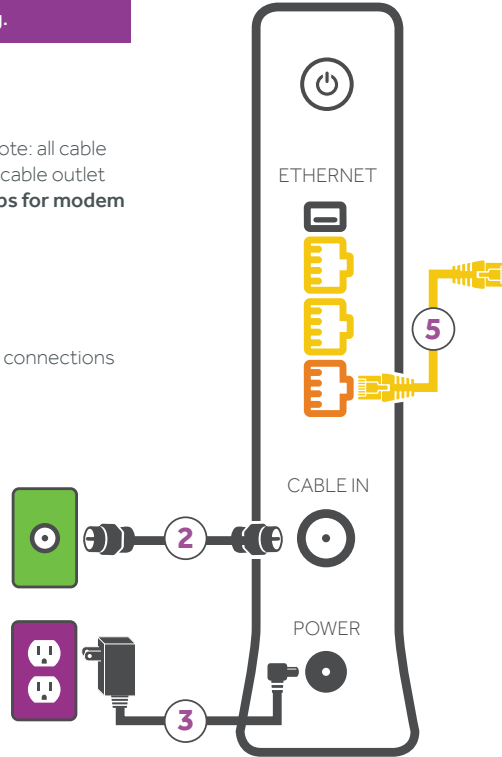 .
ote: all cable
cable outlet
os for modem
connections
ETHERNET
5
CABLE IN
2
POWER
3